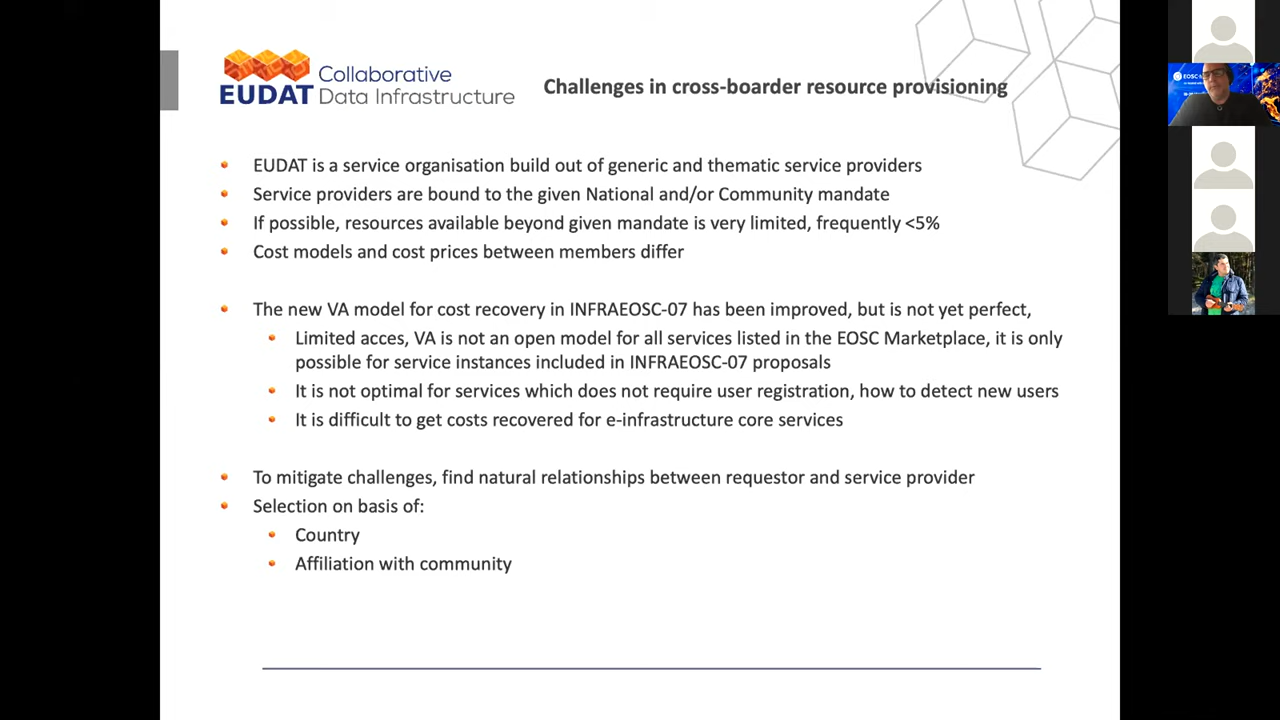 EUDAT
Collaborative
Data Infrastructure
Challenges in cross-boarder resource provisioning
EUDAT is a service organisation build out of generic and thematic service providers
Service providers are bound to the given National and/or Community mandate
If possible, resources available beyond given mandate is very limited, frequently <5%
Cost models and cost prices between members differ
The new VA model for cost recovery in INFRAEOSC-07 has been improved, but is not yet perfect,
Limited acces, VA is not an open model for all services listed in the EOSC Marketplace, it is only
possible for service instances included in INFRAEOSC-07 proposals
It is not optimal for services which does not require user registration, how to detect new users
It is difficult to get costs recovered for e-infrastructure core services
To mitigate challenges, find natural relationships between requestor and service provider
Selection on basis of:
Country
Affiliation with community